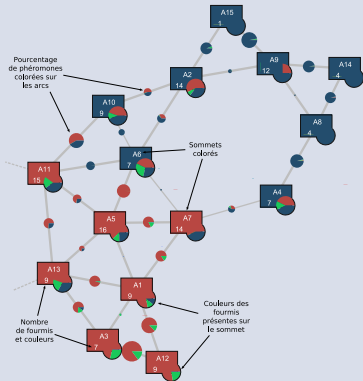 A15
1
A9
12
A14
4
Pourcentage
de phéromones
colorées sur
les arcs
A2
14
A10
9
A8
4
Sommets
colorés
A6
7
A11
15
A4
7
A5
16
A7
14
A13
9
A1
9
Couleurs des
fourmis
présentes sur
le sommet
Nombre
de fourmis
et couleurs
A3
7
A12
9